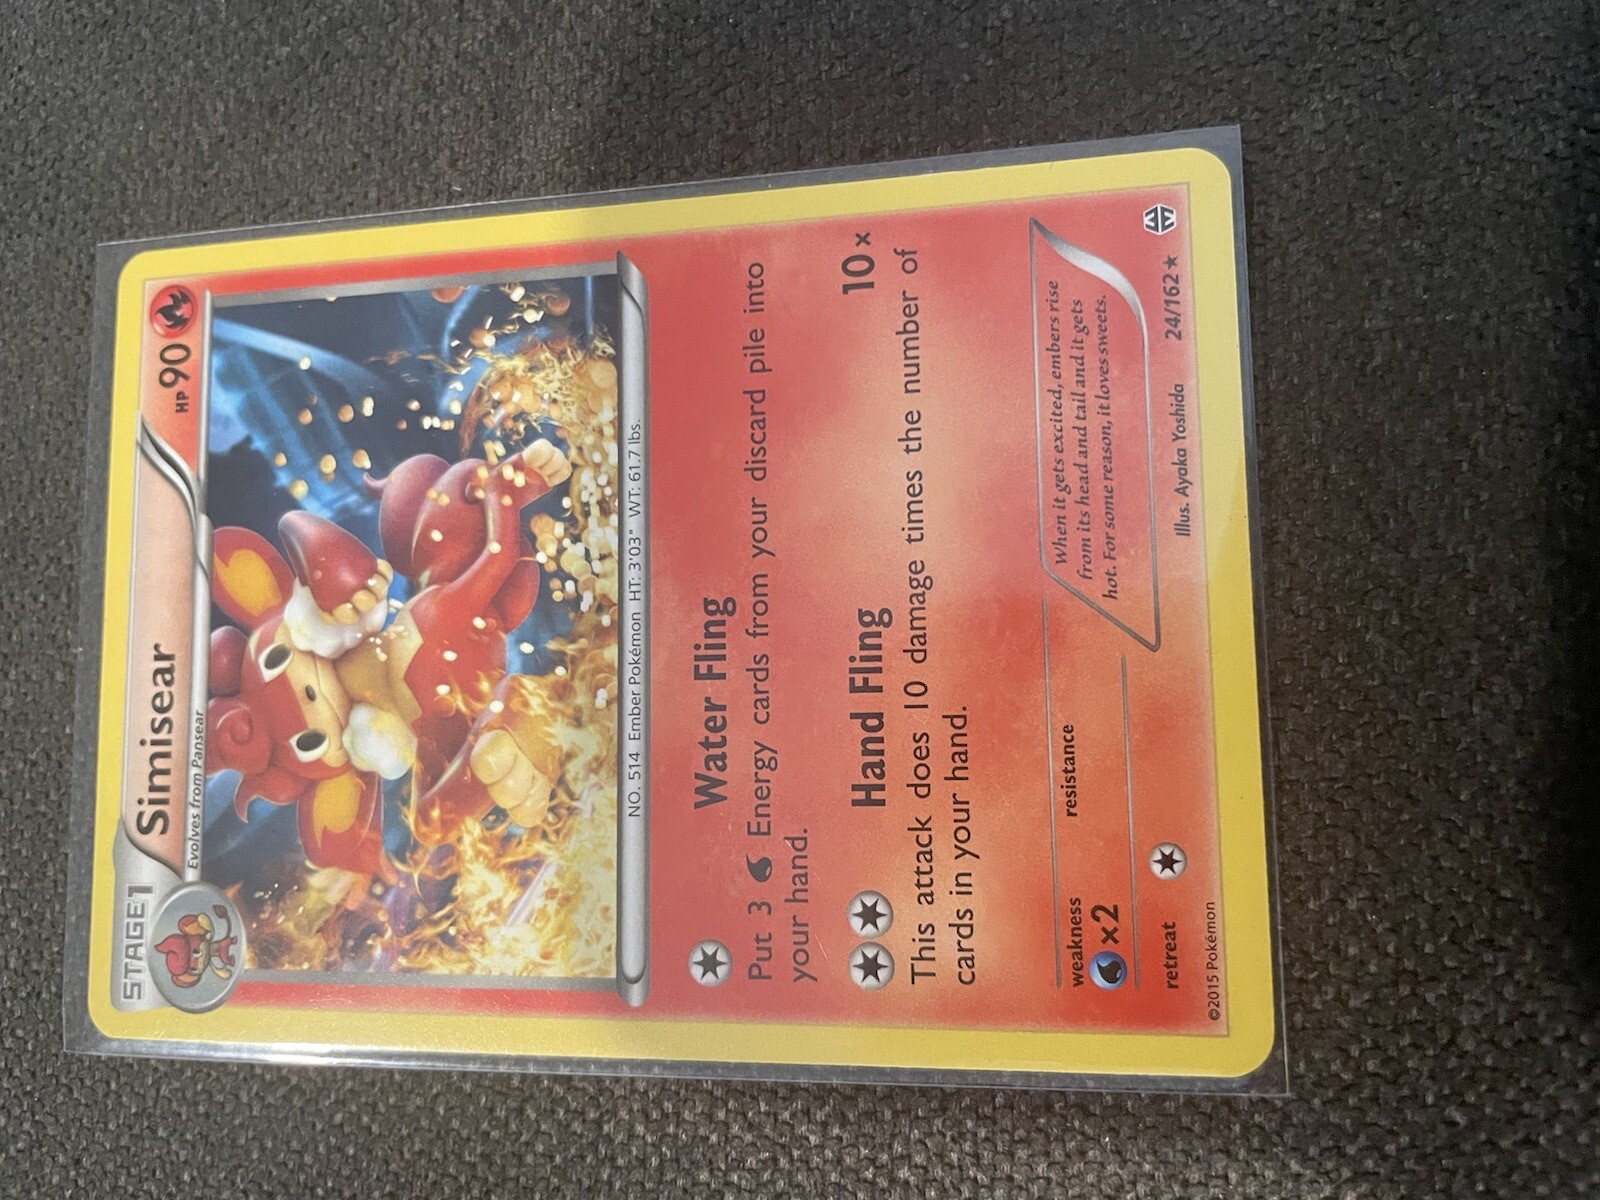 STAGE 1
Simisear
HP 90
Evolves from Pansear
NO. 514 Ember Pokémon HT: 3'03" WT: 61.7 lbs.
Water Fling
Put 3 Energy cards from your discard pile into
your hand.
Hand Fling 10×
This attack does 10 damage times the number of
cards in your hand.
weakness
×2
resistance
retreat
When it gets excited, embers rise
from its head and tail and it gets
hot. For some reason, it loves sweets.
Illus. Ayaka Yoshida
24/162 ★
©2015 Pokémon